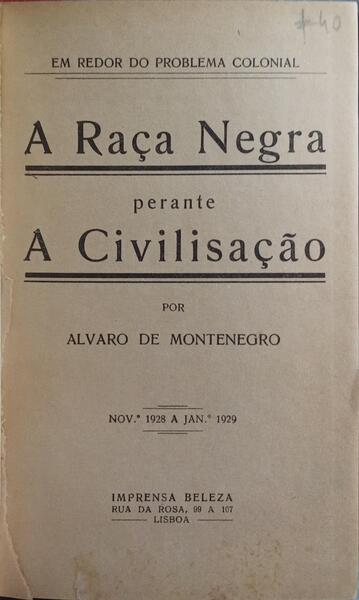 EM REDOR DO PROBLEMA COLONIAL
A Raça Negra
perante
A Civilisação
POR
ALVARO DE MONTENEGRO
NOV.º 1928 A JAN.º 1929
IMPRENSA BELEZA
RUA DA ROSA, 99 A 107
LISBOA